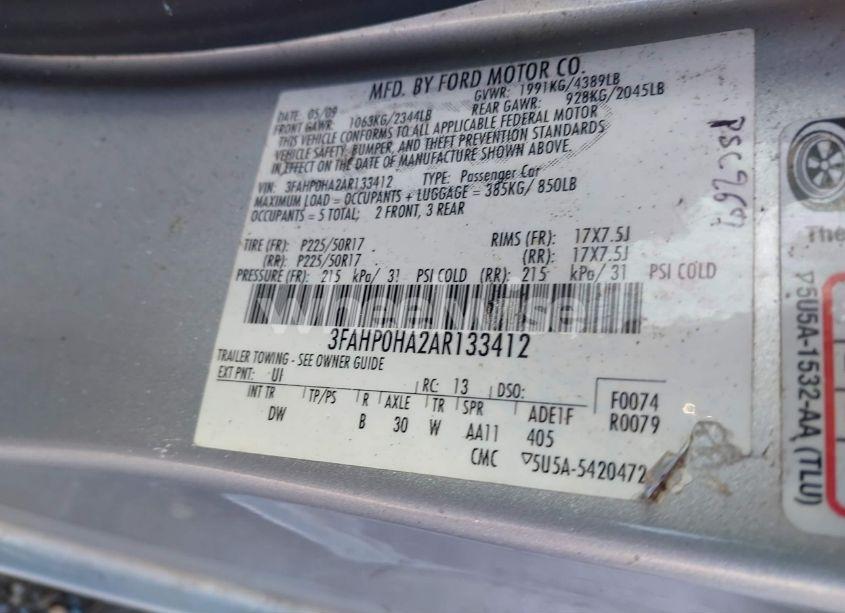 MFD. BY FORD MOTOR CO.
DATE: 05/09 GVWR: 1991KG/4389LB
FRONT GAWR: 1063KG/2344LB REAR GAWR: 928KG/2045LB
THIS VEHICLE CONFORMS TO ALL APPLICABLE FEDERAL MOTOR
VEHICLE SAFETY, BUMPER, AND THEFT PREVENTION STANDARDS
IN EFFECT ON THE DATE OF MANUFACTURE SHOWN ABOVE.
VIN: 3FAHP0HA2AR133412 TYPE: Passenger Car
MAXIMUM LOAD = OCCUPANTS + LUGGAGE = 385KG/ 850LB
OCCUPANTS = 5 TOTAL; 2 FRONT, 3 REAR
TIRE (FR): P225/50R17 RIMS (FR): 17X7.5J
(RR): P225/50R17 (RR): 17X7.5J
PRESSURE (FR): 215 kPa/ 31 PSI COLD (RR): 215 kPa/ 31 PSI COLD
3FAHP0HA2AR133412
TRAILER TOWING - SEE OWNER GUIDE
EXT PNT: UI RC: 13 DSO:
INT TR TP/PS R AXLE TR SPR ADE1F F0074
DW B 30 W AA11 405 R0079
CMC ▽5U5A-5420472
The
▽5U5A-1532-AA (TLU)